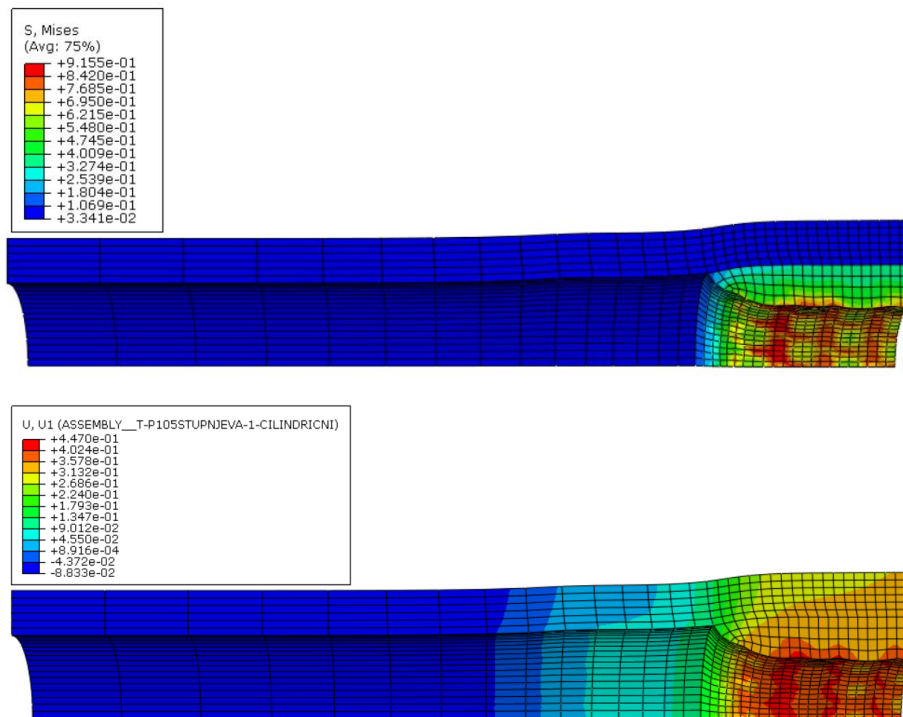 S, Mises
(Avg: 75%)
+9.155e-01
+8.420e-01
+7.685e-01
+6.950e-01
+6.215e-01
+5.480e-01
+4.745e-01
+4.009e-01
+3.274e-01
+2.539e-01
+1.804e-01
+1.069e-01
+3.341e-02
U, U1 (ASSEMBLY__T-P105STUPNJEVA-1-CILINDRICNI)
+4.470e-01
+4.024e-01
+3.578e-01
+3.132e-01
+2.686e-01
+2.240e-01
+1.793e-01
+1.347e-01
+9.012e-02
+4.550e-02
+8.916e-04
-4.372e-02
-8.833e-02